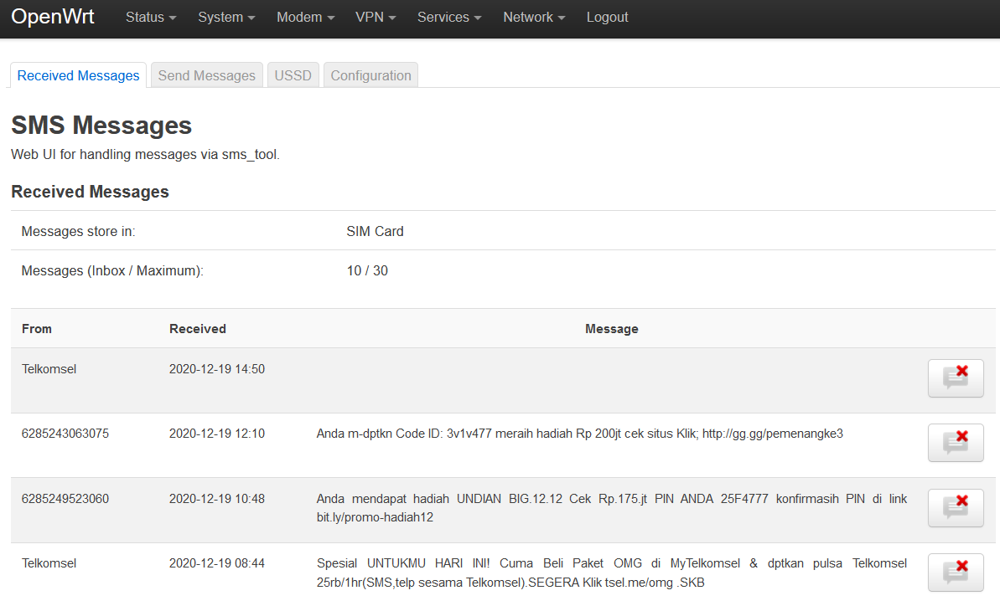 OpenWrt Status System Modem VPN Services Network Logout
Received Messages Send Messages USSD Configuration
SMS Messages
Web UI for handling messages via sms_tool.
Received Messages
Messages store in: SIM Card
Messages (Inbox / Maximum): 10 / 30
From Received Message
Telkomsel 2020-12-19 14:50
6285243063075 2020-12-19 12:10 Anda m-dptkn Code ID: 3v1v477 meraih hadiah Rp 200jt cek situs Klik; http://gg.gg/pemenangke3
6285249523060 2020-12-19 10:48 Anda mendapat hadiah UNDIAN BIG.12.12 Cek Rp.175.jt PIN ANDA 25F4777 konfirmasih PIN di link
bit.ly/promo-hadiah12
Telkomsel 2020-12-19 08:44 Spesial UNTUKMU HARI INI! Cuma Beli Paket OMG di MyTelkomsel & dptkan pulsa Telkomsel
25rb/1hr(SMS,telp sesama Telkomsel).SEGERA Klik tsel.me/omg .SKB